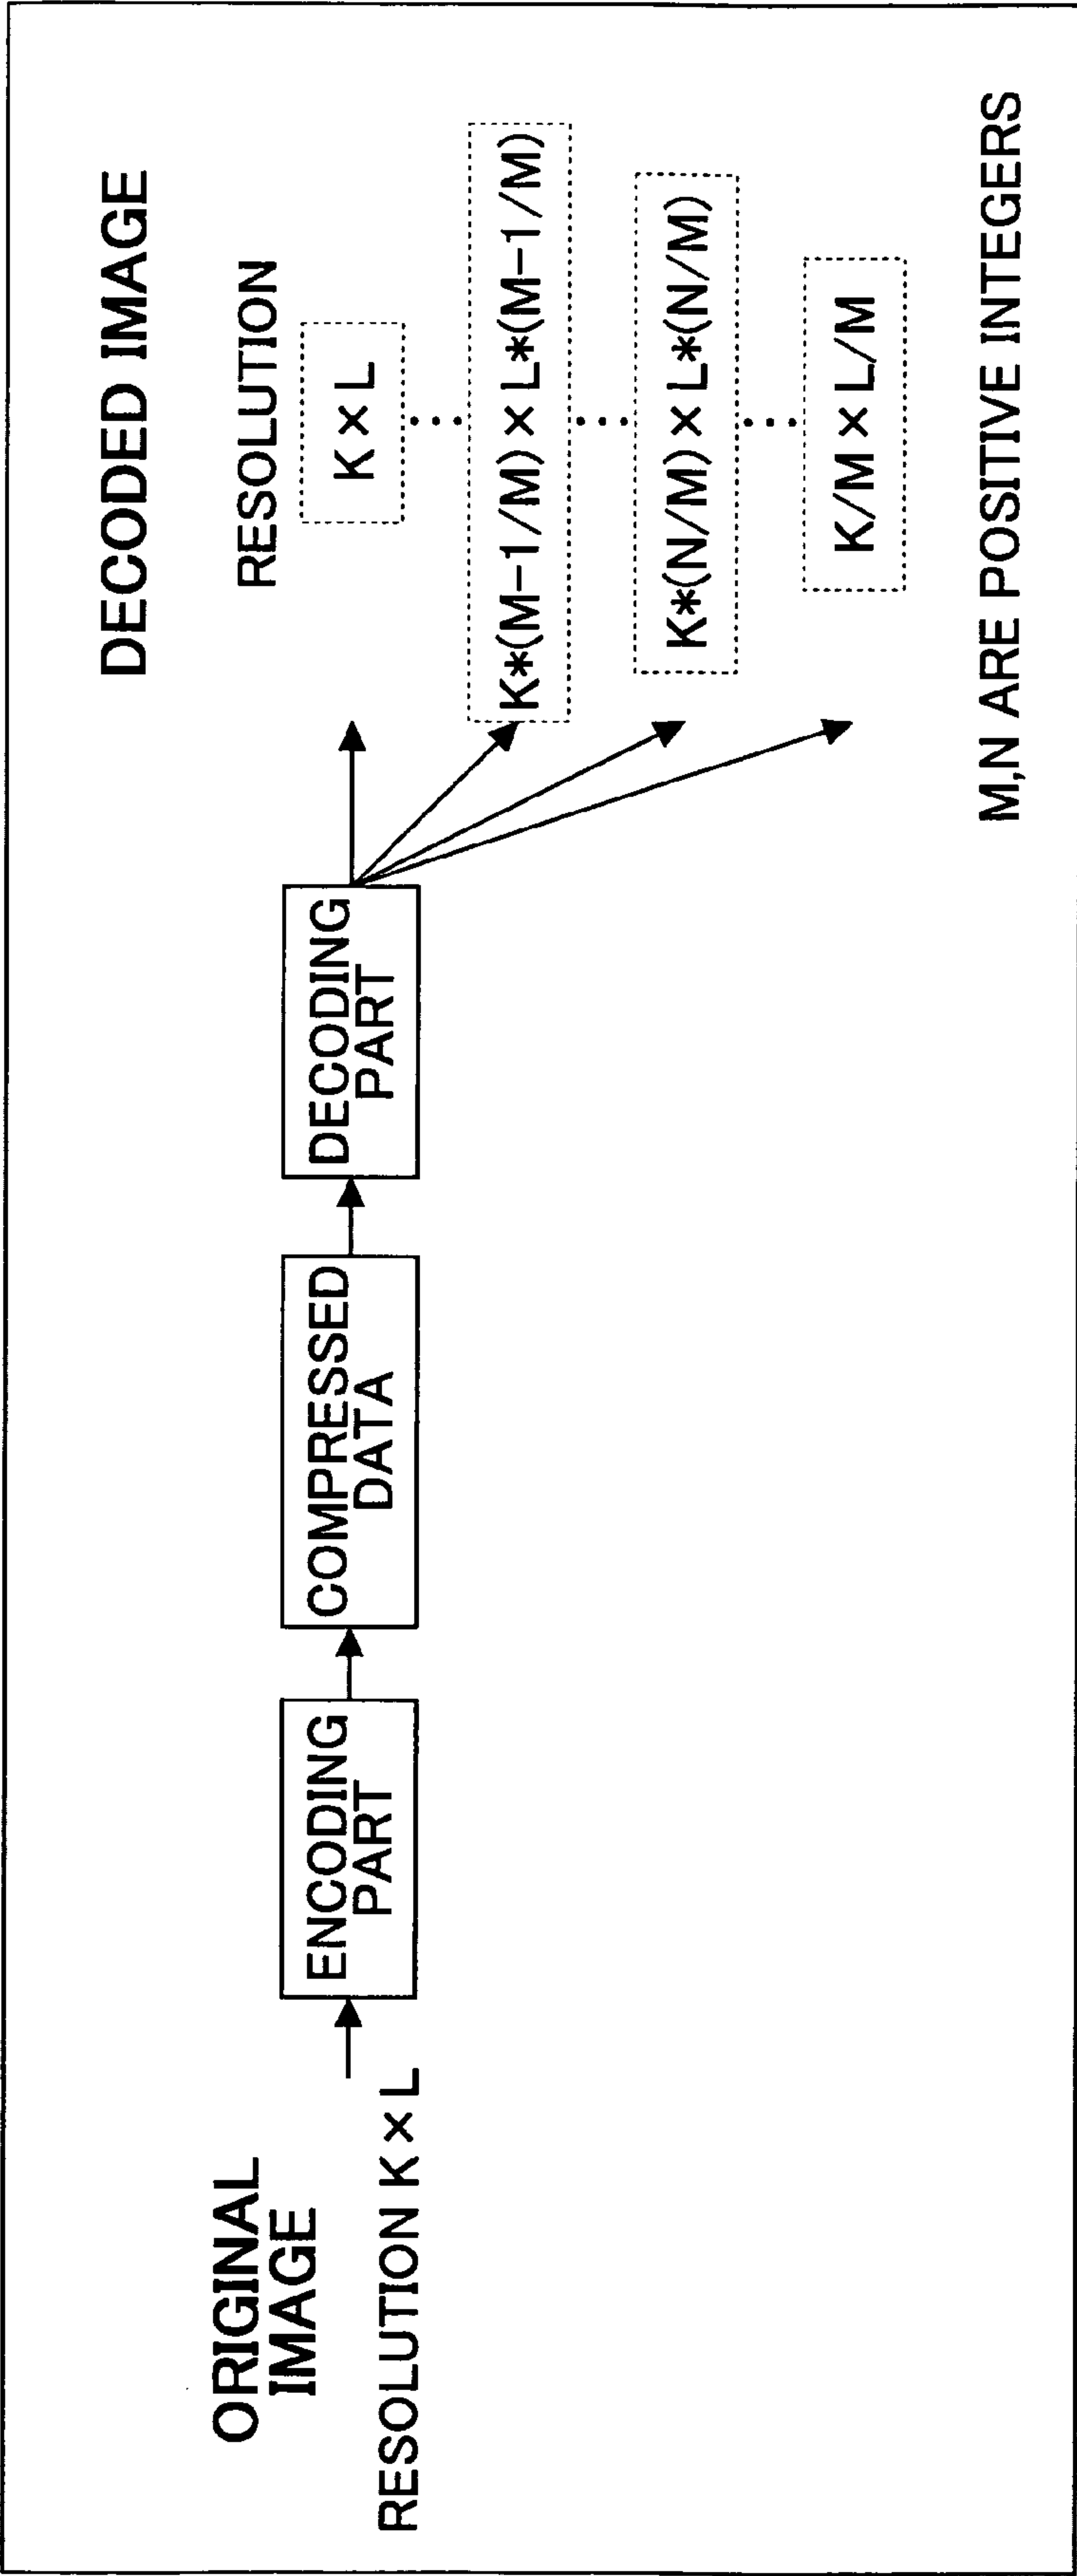 ORIGINAL
IMAGE
RESOLUTION K × L
ENCODING
PART
COMPRESSED
DATA
DECODING
PART
DECODED IMAGE
RESOLUTION
K × L
K*(M-1/M) × L*(M-1/M)
K*(N/M) × L*(N/M)
K/M × L/M
M,N ARE POSITIVE INTEGERS